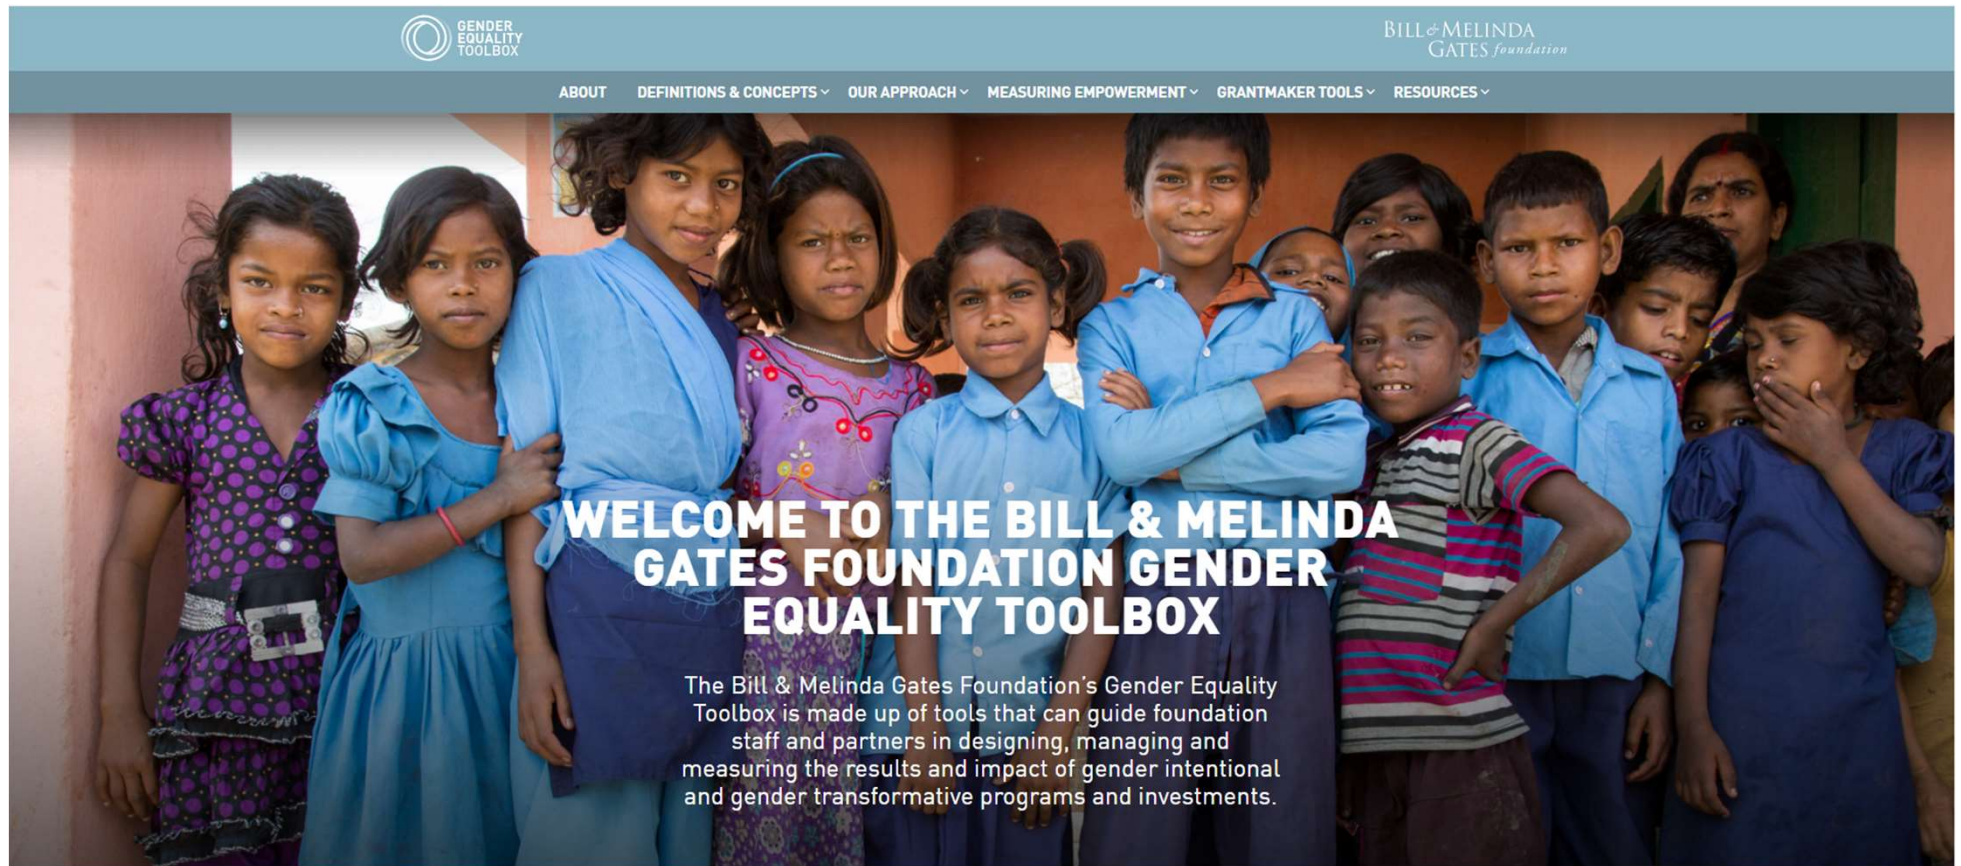 GENDER
EQUALITY
TOOLBOX
BILL & MELINDA
GATES foundation
ABOUT DEFINITIONS & CONCEPTS OUR APPROACH MEASURING EMPOWERMENT GRANTMAKER TOOLS RESOURCES
WELCOME TO THE BILL & MELINDA
GATES FOUNDATION GENDER
EQUALITY TOOLBOX
The Bill & Melinda Gates Foundation's Gender Equality
Toolbox is made up of tools that can guide foundation
staff and partners in designing, managing and
measuring the results and impact of gender intentional
and gender transformative programs and investments.